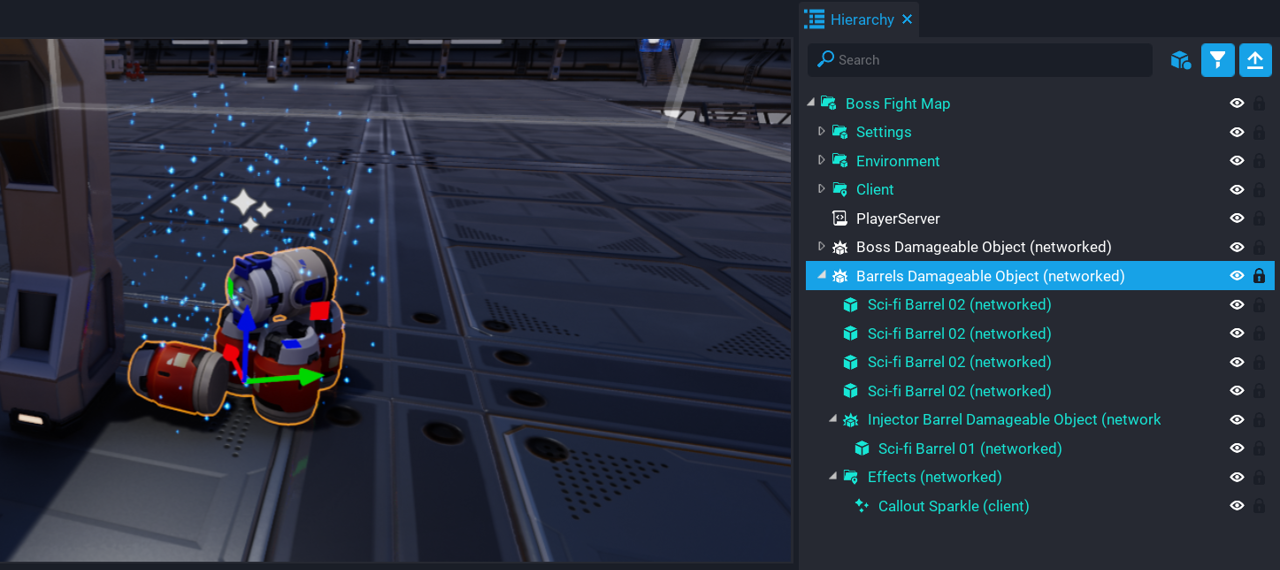 Hierarchy
Search
Boss Fight Map
Settings
Environment
Client
PlayerServer
Boss Damageable Object (networked)
Barrels Damageable Object (networked)
Sci-fi Barrel 02 (networked)
Sci-fi Barrel 02 (networked)
Sci-fi Barrel 02 (networked)
Sci-fi Barrel 02 (networked)
Injector Barrel Damageable Object (network
Sci-fi Barrel 01 (networked)
Effects (networked)
Callout Sparkle (client)